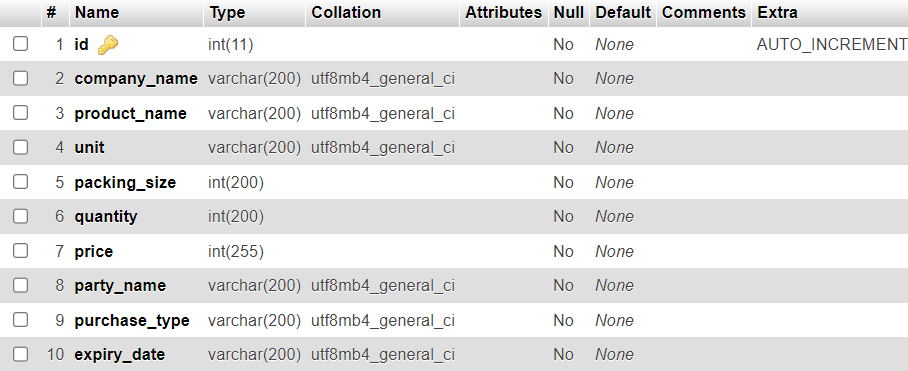 # Name Type Collation Attributes Null Default Comments Extra
1 id int(11) No None AUTO_INCREMENT
2 company_name varchar(200) utf8mb4_general_ci No None
3 product_name varchar(200) utf8mb4_general_ci No None
4 unit varchar(200) utf8mb4_general_ci No None
5 packing_size int(200) No None
6 quantity int(200) No None
7 price int(255) No None
8 party_name varchar(200) utf8mb4_general_ci No None
9 purchase_type varchar(200) utf8mb4_general_ci No None
10 expiry_date varchar(200) utf8mb4_general_ci No None